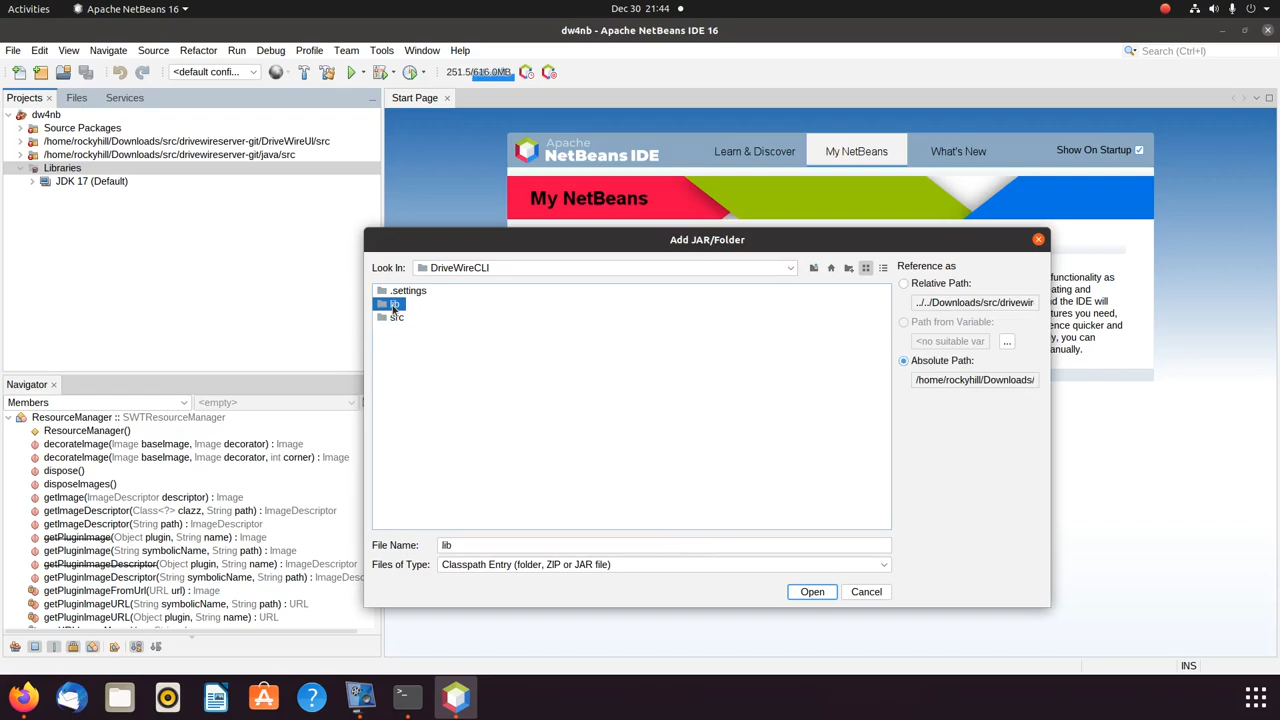 Activities
Apache NetBeans 16
Dec 30 21:44
dw4nb - Apache NetBeans IDE 16
File Edit View Navigate Source Refactor Run Debug Profile Team Tools Window Help
Search (Ctrl+I)
<default confi...
251.5/616.0MB
Projects
Files
Services
Start Page
dw4nb
Source Packages
/home/rockyhill/Downloads/src/drivewireserver-git/DriveWireUI/src
/home/rockyhill/Downloads/src/drivewireserver-git/java/src
Libraries
JDK 17 (Default)
Apache
NetBeans IDE
Learn & Discover
My NetBeans
What's New
Show On Startup
My NetBeans
Add JAR/Folder
Look In:
DriveWireCLI
.settings
lib
src
Reference as
Relative Path:
../../Downloads/src/drivewir
Path from Variable:
<no suitable var
...
Absolute Path:
/home/rockyhill/Downloads/
File Name:
lib
Files of Type:
Classpath Entry (folder, ZIP or JAR file)
Open
Cancel
functionality as
ating and
d the IDE will
tures you need,
rience quicker and
ly, you can
anually.
Navigator
Members
<empty>
ResourceManager :: SWTResourceManager
ResourceManager()
decorateImage(Image baseImage, Image decorator) : Image
decorateImage(Image baseImage, Image decorator, int corner) : Image
dispose()
disposeImages()
getImage(ImageDescriptor descriptor) : Image
getImageDescriptor(Class<?> clazz, String path) : ImageDescriptor
getImageDescriptor(String path) : ImageDescriptor
getPluginImage(Object plugin, String name) : Image
getPluginImage(String symbolicName, String path) : Image
getPluginImageDescriptor(Object plugin, String name) : ImageDescriptor
getPluginImageDescriptor(String symbolicName, String path) : ImageDesc
getPluginImageFromUrl(URL url) : Image
getPluginImageURL(String symbolicName, String path) : URL
getPluginImageURL(Object plugin, String name) : URL
INS